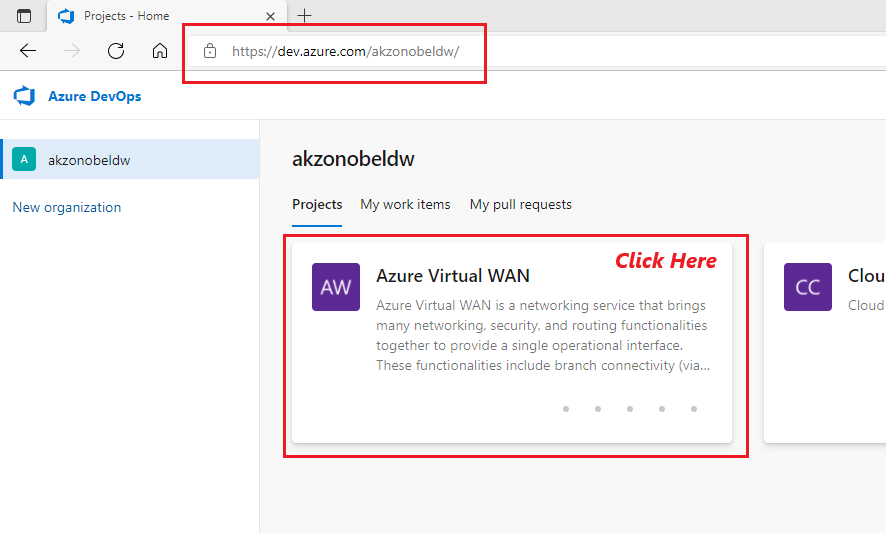 Projects - Home
https://dev.azure.com/akzonobeldw/
Azure DevOps
A akzonobeldw
New organization
akzonobeldw
Projects My work items My pull requests
Click Here
AW Azure Virtual WAN
Azure Virtual WAN is a networking service that brings
many networking, security, and routing functionalities
together to provide a single operational interface.
These functionalities include branch connectivity (via...
CC Clou
Cloud